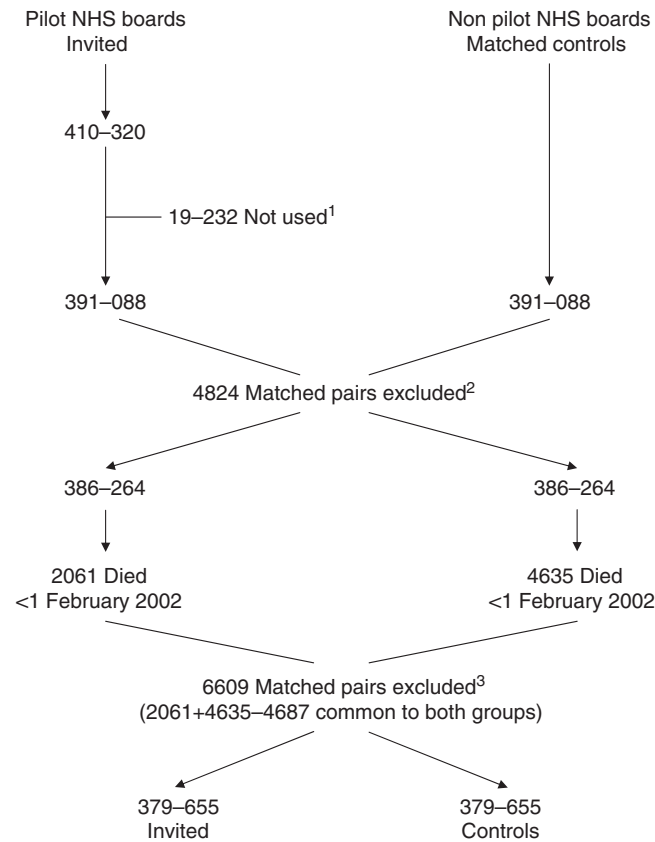 Pilot NHS boards
Invited
Non pilot NHS boards
Matched controls
410–320
19–232 Not used1
391–088
391–088
4824 Matched pairs excluded2
386–264
386–264
2061 Died
<1 February 2002
4635 Died
<1 February 2002
6609 Matched pairs excluded3
(2061+4635–4687 common to both groups)
379–655
Invited
379–655
Controls